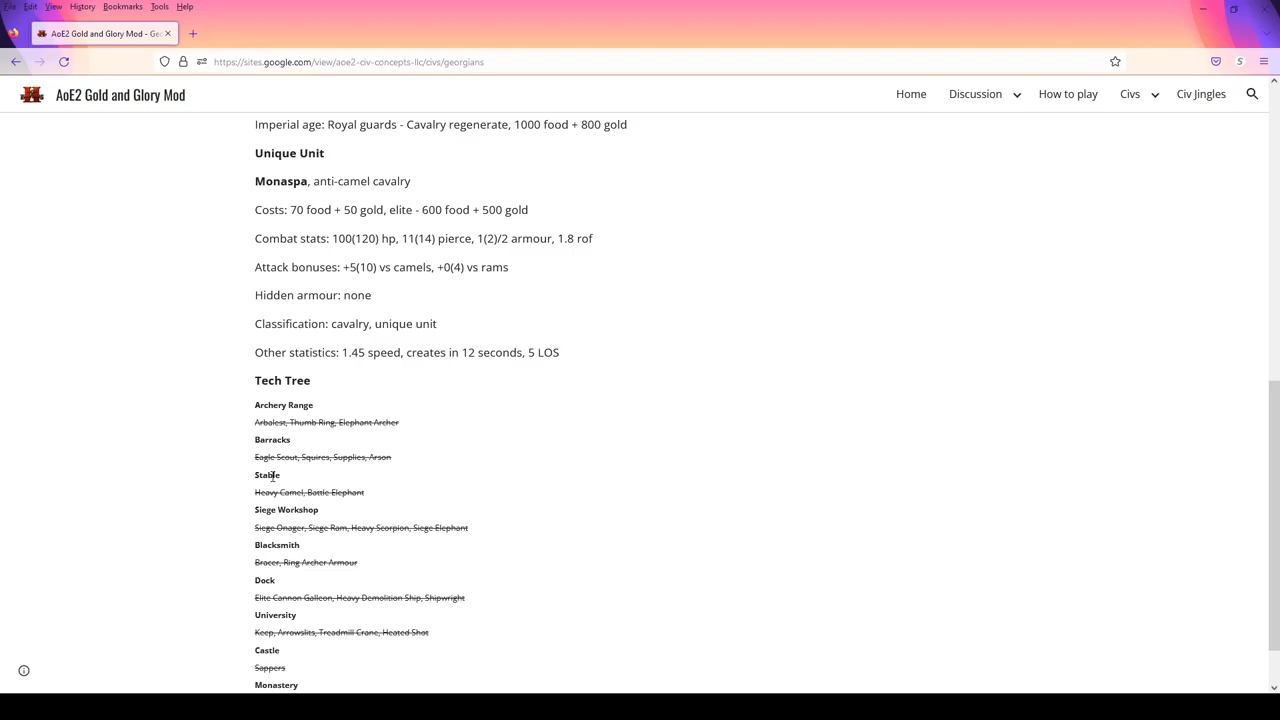 File Edit View History Bookmarks Tools Help
AoE2 Gold and Glory Mod - Geo
https://sites.google.com/view/aoe2-civ-concepts-llc/civs/georgians
AoE2 Gold and Glory Mod Home Discussion How to play Civs Civ Jingles
Imperial age: Royal guards - Cavalry regenerate, 1000 food + 800 gold
Unique Unit
Monaspa, anti-camel cavalry
Costs: 70 food + 50 gold, elite - 600 food + 500 gold
Combat stats: 100(120) hp, 11(14) pierce, 1(2)/2 armour, 1.8 rof
Attack bonuses: +5(10) vs camels, +0(4) vs rams
Hidden armour: none
Classification: cavalry, unique unit
Other statistics: 1.45 speed, creates in 12 seconds, 5 LOS
Tech Tree
Archery Range
Arbalest, Thumb Ring, Elephant Archer
Barracks
Eagle Scout, Squires, Supplies, Arson
Stable
Heavy Camel, Battle Elephant
Siege Workshop
Siege Onager, Siege Ram, Heavy Scorpion, Siege Elephant
Blacksmith
Bracer, Ring Archer Armour
Dock
Elite Cannon Galleon, Heavy Demolition Ship, Shipwright
University
Keep, Arrowslits, Treadmill Crane, Heated Shot
Castle
Sappers
Monastery